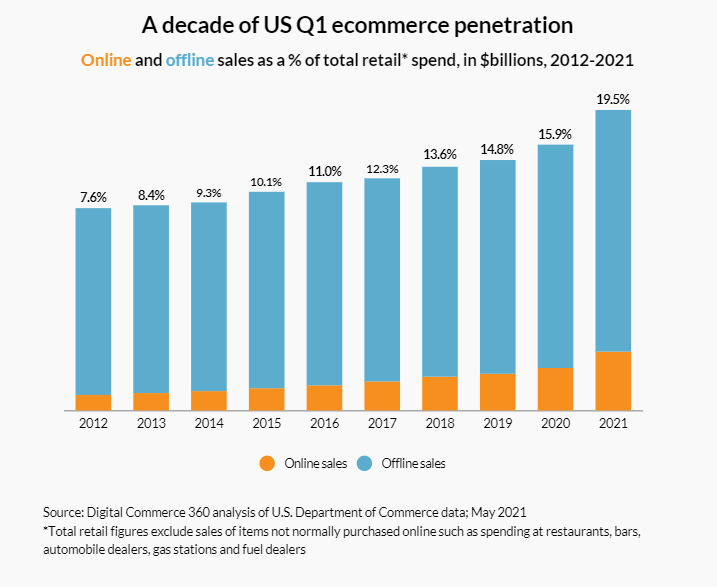 A decade of US Q1 ecommerce penetration
Online and offline sales as a % of total retail* spend, in $billions, 2012-2021
19.5%
15.9%
14.8%
13.6%
12.3%
11.0%
10.1%
9.3%
8.4%
7.6%
2012 2013 2014 2015 2016 2017 2018 2019 2020 2021
Online sales Offline sales
Source: Digital Commerce 360 analysis of U.S. Department of Commerce data; May 2021
*Total retail figures exclude sales of items not normally purchased online such as spending at restaurants, bars,
automobile dealers, gas stations and fuel dealers